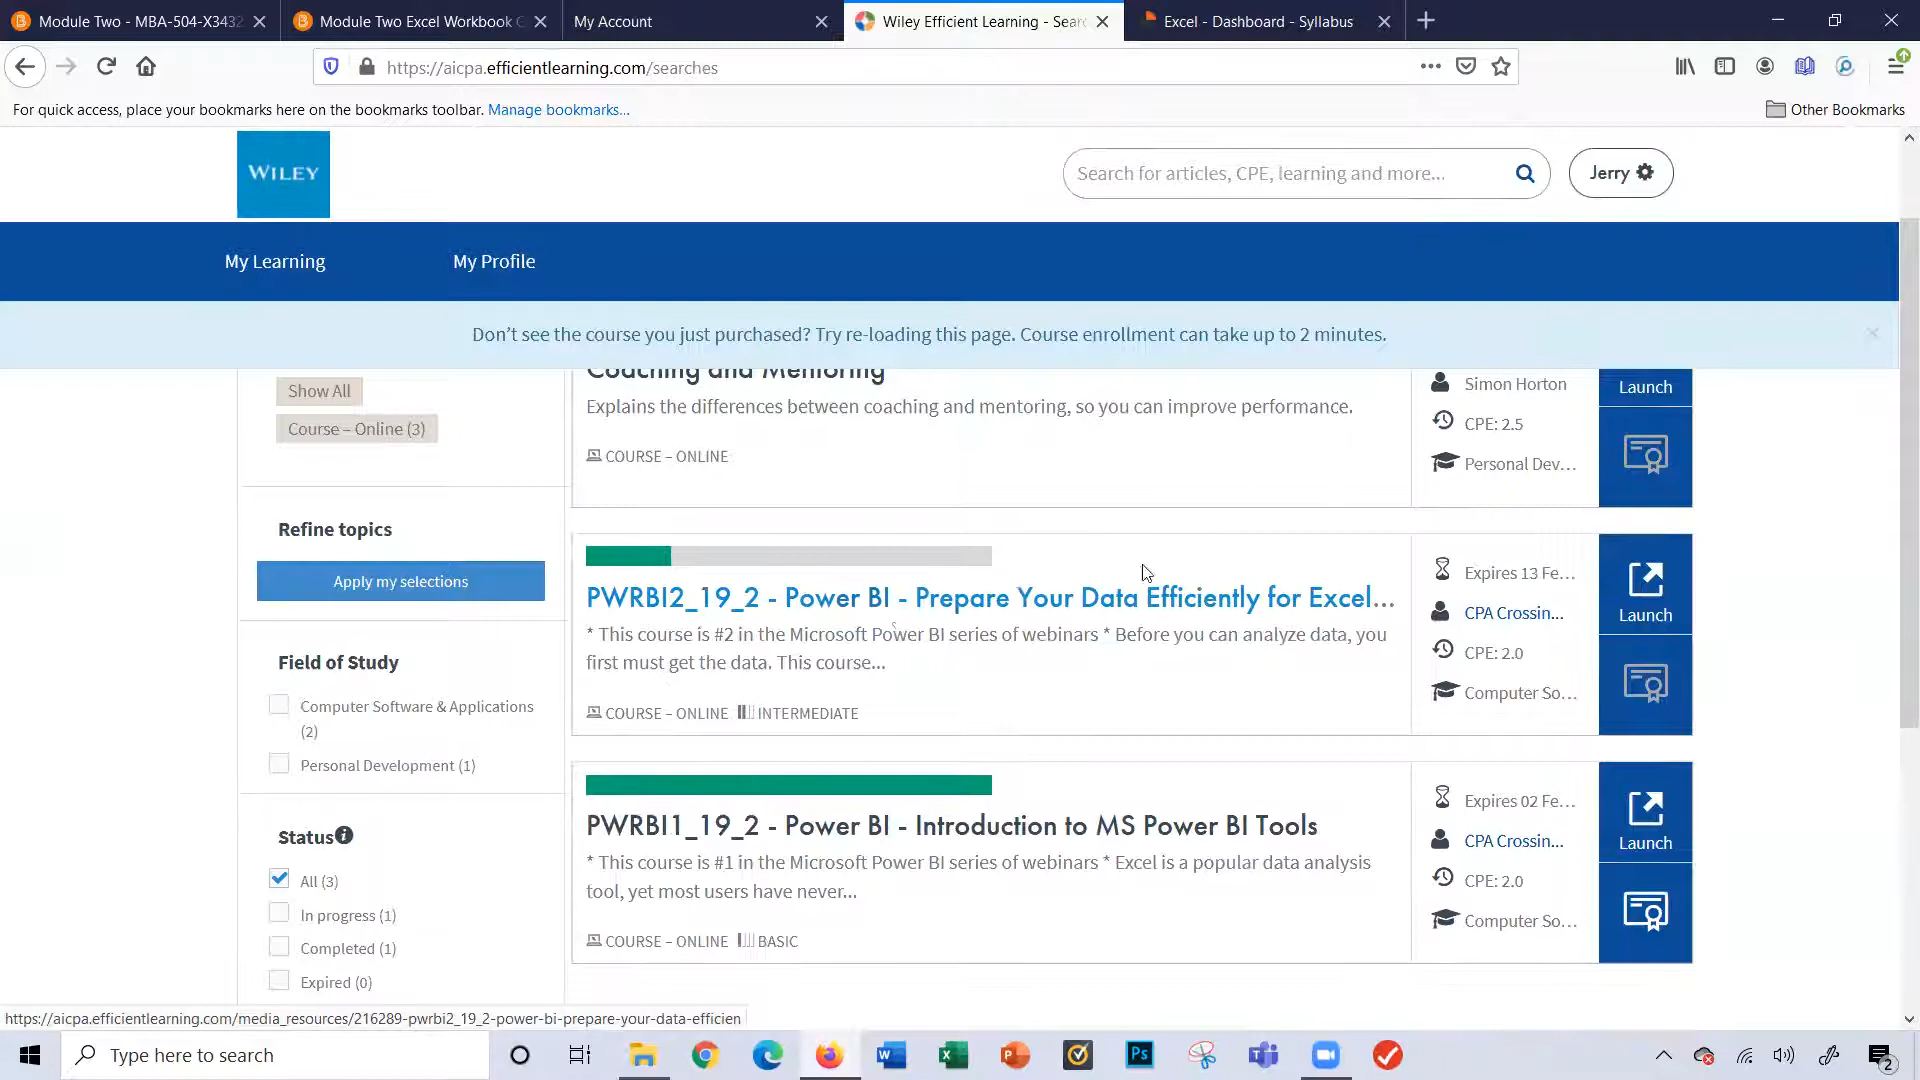 Module Two - MBA-504-X3432
Module Two Excel Workbook C
My Account
Wiley Efficient Learning - Searc
Excel - Dashboard - Syllabus
https://aicpa.efficientlearning.com/searches
For quick access, place your bookmarks here on the bookmarks toolbar. Manage bookmarks...
Other Bookmarks
WILEY
Search for articles, CPE, learning and more...
Jerry
My Learning
My Profile
Don’t see the course you just purchased? Try re-loading this page. Course enrollment can take up to 2 minutes.
Show All
Course – Online (3)
Refine topics
Apply my selections
Field of Study
Computer Software & Applications
(2)
Personal Development (1)
Status
All (3)
In progress (1)
Completed (1)
Expired (0)
Coaching and Mentoring
Explains the differences between coaching and mentoring, so you can improve performance.
COURSE – ONLINE
Simon Horton
CPE: 2.5
Personal Dev...
Launch
PWRBI2_19_2 - Power BI - Prepare Your Data Efficiently for Excel...
* This course is #2 in the Microsoft Power BI series of webinars * Before you can analyze data, you
first must get the data. This course...
COURSE – ONLINE INTERMEDIATE
Expires 13 Fe...
CPA Crossin...
CPE: 2.0
Computer So...
Launch
PWRBI1_19_2 - Power BI - Introduction to MS Power BI Tools
* This course is #1 in the Microsoft Power BI series of webinars * Excel is a popular data analysis
tool, yet most users have never...
COURSE – ONLINE BASIC
Expires 02 Fe...
CPA Crossin...
CPE: 2.0
Computer So...
Launch
https://aicpa.efficientlearning.com/media_resources/216289-pwrbi2_19_2-power-bi-prepare-your-data-efficien
Type here to search
Ps
2